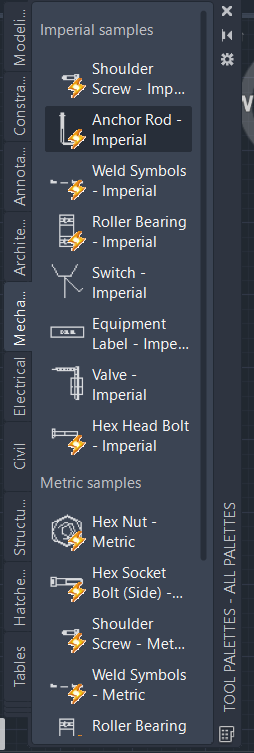 Imperial samples
Shoulder
Screw - Imp...
Anchor Rod -
Imperial
Weld Symbols
- Imperial
Roller Bearing
- Imperial
Switch -
Imperial
Equipment
Label - Impe...
Valve -
Imperial
Hex Head Bolt
- Imperial
Metric samples
Hex Nut -
Metric
Hex Socket
Bolt (Side) -...
Shoulder
Screw - Met...
Weld Symbols
- Metric
Roller Bearing
Modeli...
Constra...
Annota...
Archite...
Mecha...
Electrical
Civil
Structu...
Hatche...
Tables
TOOL PALETTES - ALL PALETTES
W